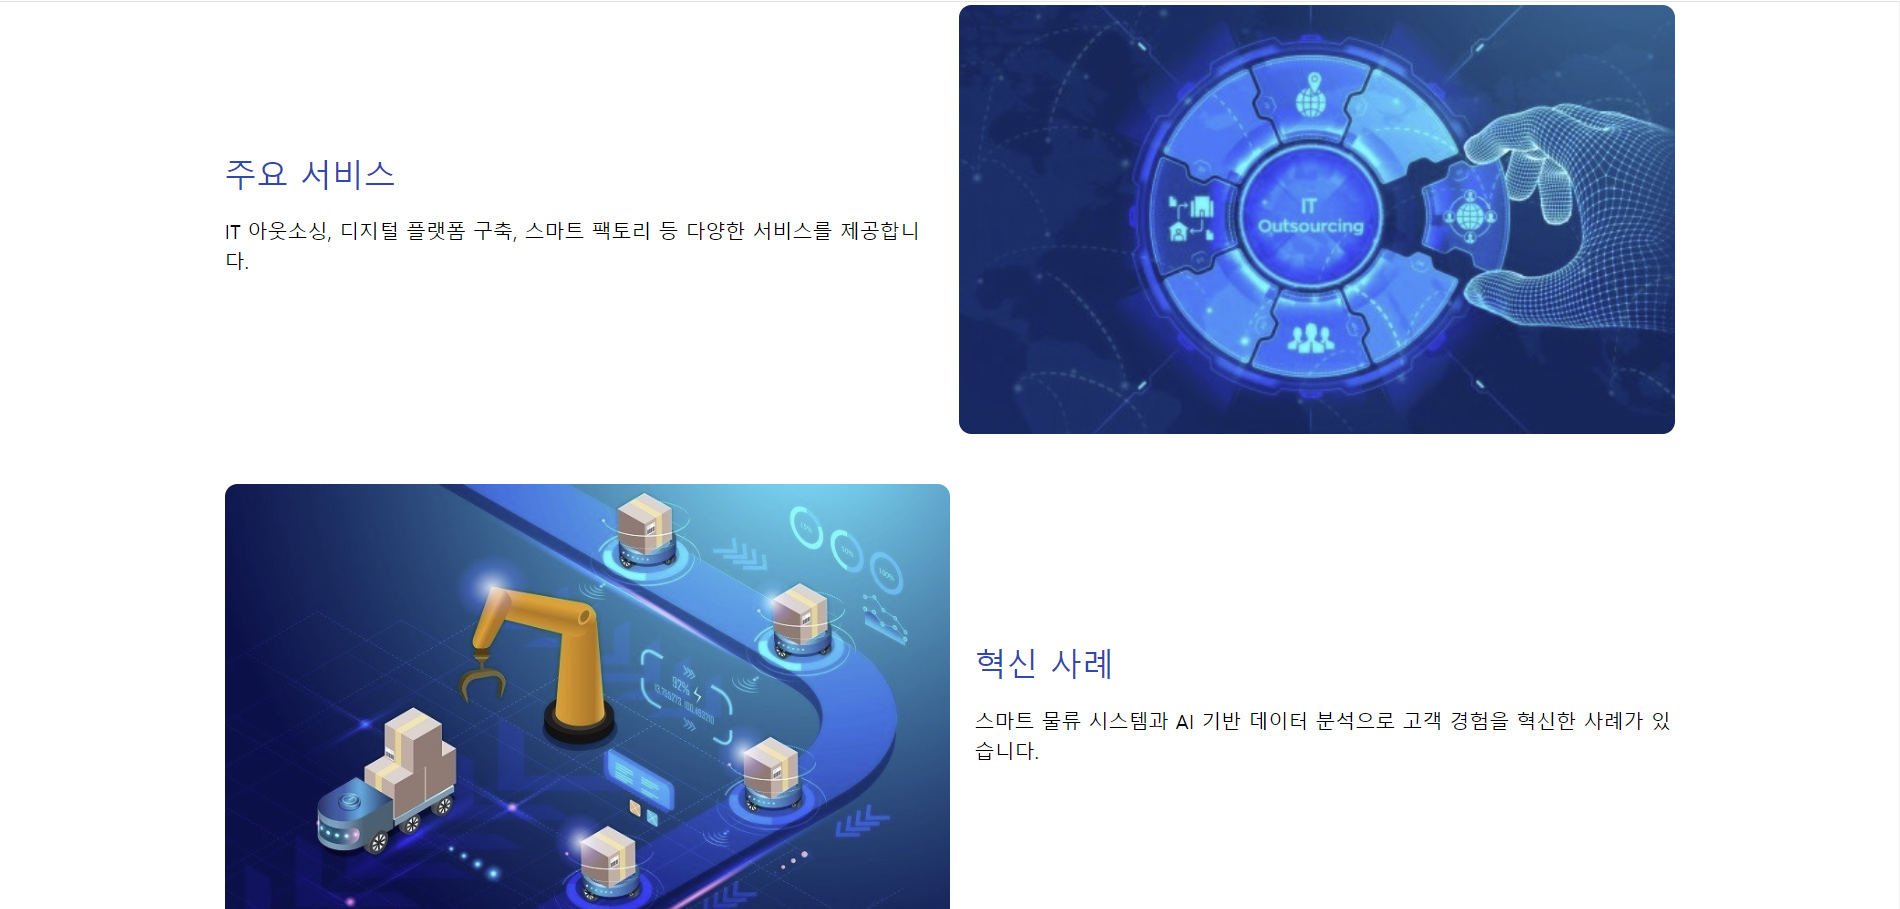 주요 서비스
IT 아웃소싱, 디지털 플랫폼 구축, 스마트 팩토리 등 다양한 서비스를 제공합니
다.
IT
Outsourcing
15%
50%
100%
92%
혁신 사례
스마트 물류 시스템과 AI 기반 데이터 분석으로 고객 경험을 혁신한 사례가 있
습니다.